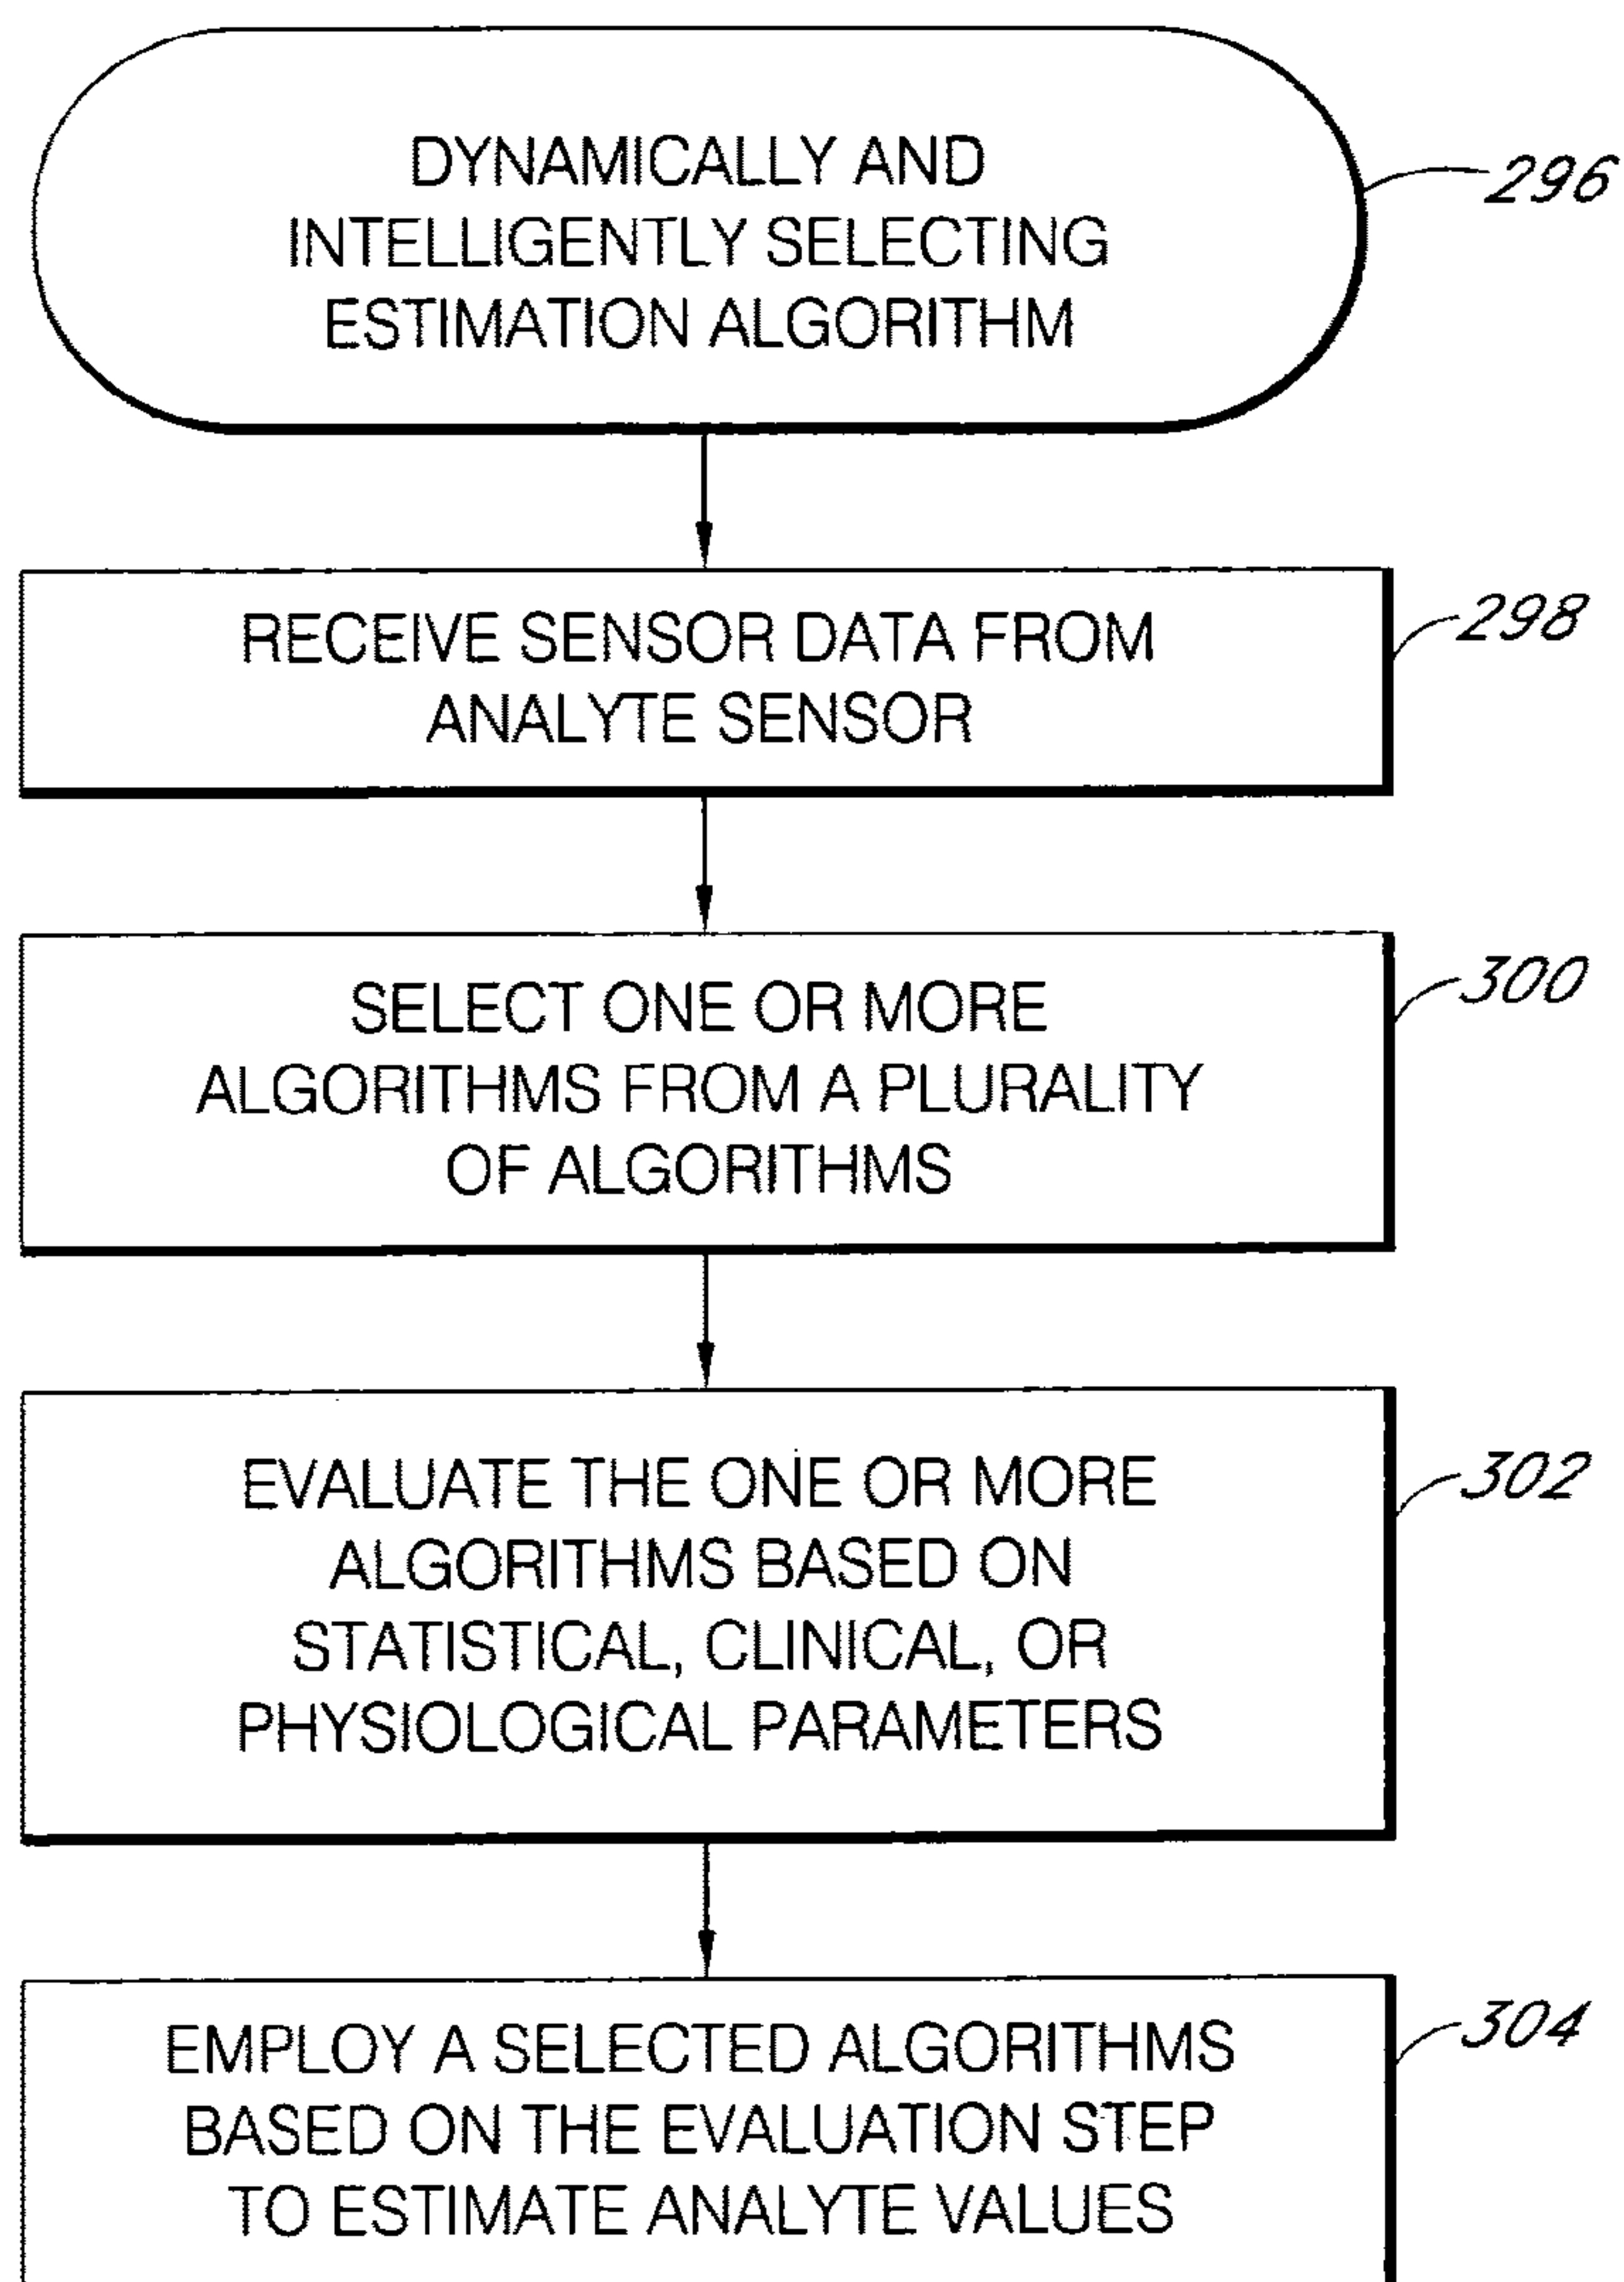 DYNAMICALLY AND
INTELLIGENTLY SELECTING
ESTIMATION ALGORITHM
296
RECEIVE SENSOR DATA FROM
ANALYTE SENSOR
298
SELECT ONE OR MORE
ALGORITHMS FROM A PLURALITY
OF ALGORITHMS
300
EVALUATE THE ONE OR MORE
ALGORITHMS BASED ON
STATISTICAL, CLINICAL, OR
PHYSIOLOGICAL PARAMETERS
302
EMPLOY A SELECTED ALGORITHMS
BASED ON THE EVALUATION STEP
TO ESTIMATE ANALYTE VALUES
304